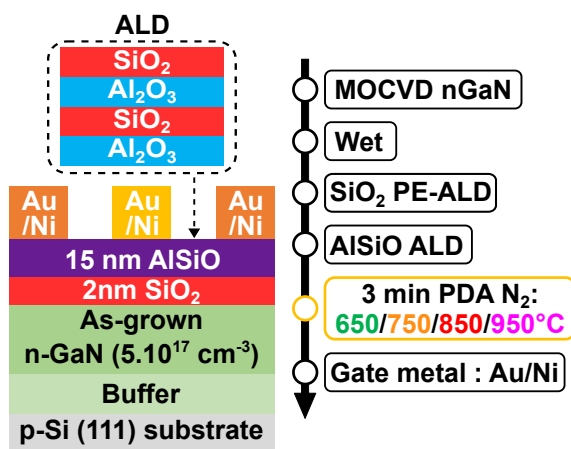 ALD
SiO₂
Al₂O₃
SiO₂
Al₂O₃
Au
/Ni
Au
/Ni
Au
/Ni
15 nm AlSiO
2nm SiO₂
As-grown
n-GaN (5.10¹⁷ cm⁻³)
Buffer
p-Si (111) substrate
MOCVD nGaN
Wet
SiO₂ PE-ALD
AlSiO ALD
3 min PDA N₂:
650/750/850/950°C
Gate metal : Au/Ni